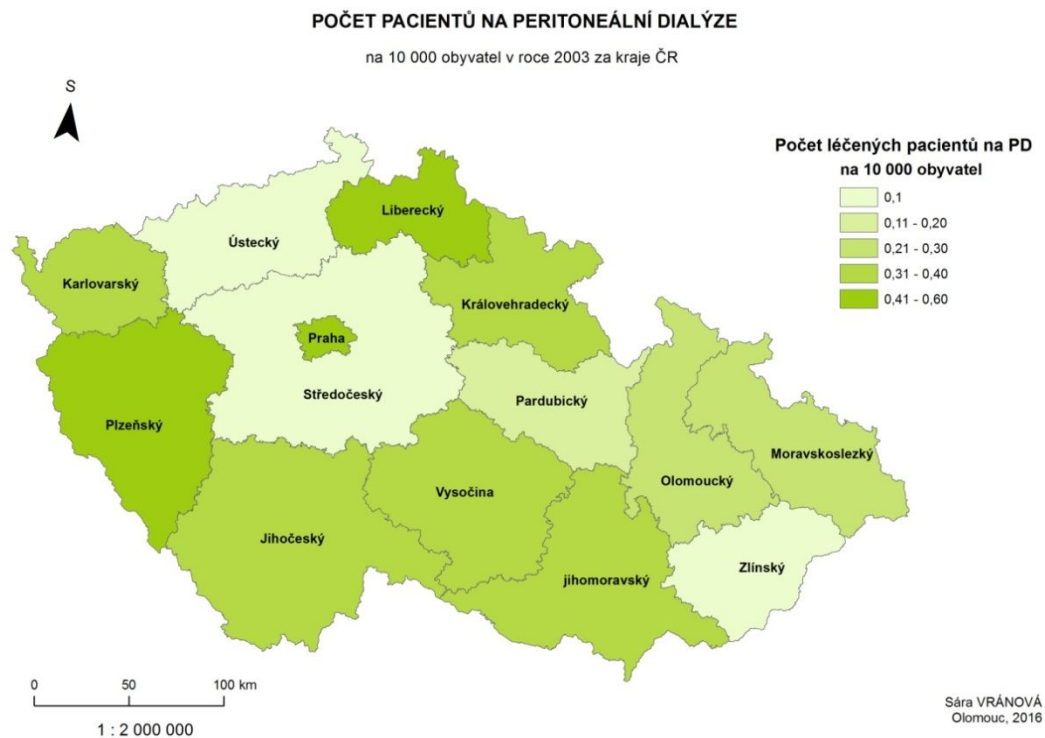 POČET PACIENTŮ NA PERITONEÁLNÍ DIALÝZE
na 10 000 obyvatel v roce 2003 za kraje ČR
S
Počet léčených pacientů na PD
na 10 000 obyvatel
0,1
0,11 - 0,20
0,21 - 0,30
0,31 - 0,40
0,41 - 0,60
Liberecký
Ústecký
Karlovarský
Královehradecký
Praha
Středočeský
Pardubický
Plzeňský
Moravskoslezký
Olomoucký
Vysočina
Jihočeský
Zlínský
jihomoravský
0 50 100 km
1 : 2 000 000
Sára VRÁNOVÁ
Olomouc, 2016